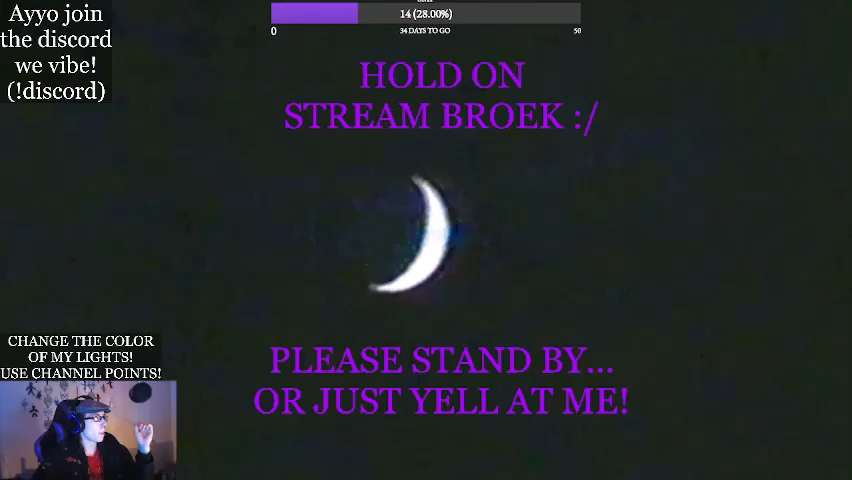 Ayyo join
the discord
we vibe!
(!discord)
14 (28.00%)
0
34 DAYS TO GO
50
HOLD ON
STREAM BROEK :/
PLEASE STAND BY...
OR JUST YELL AT ME!
CHANGE THE COLOR
OF MY LIGHTS!
USE CHANNEL POINTS!